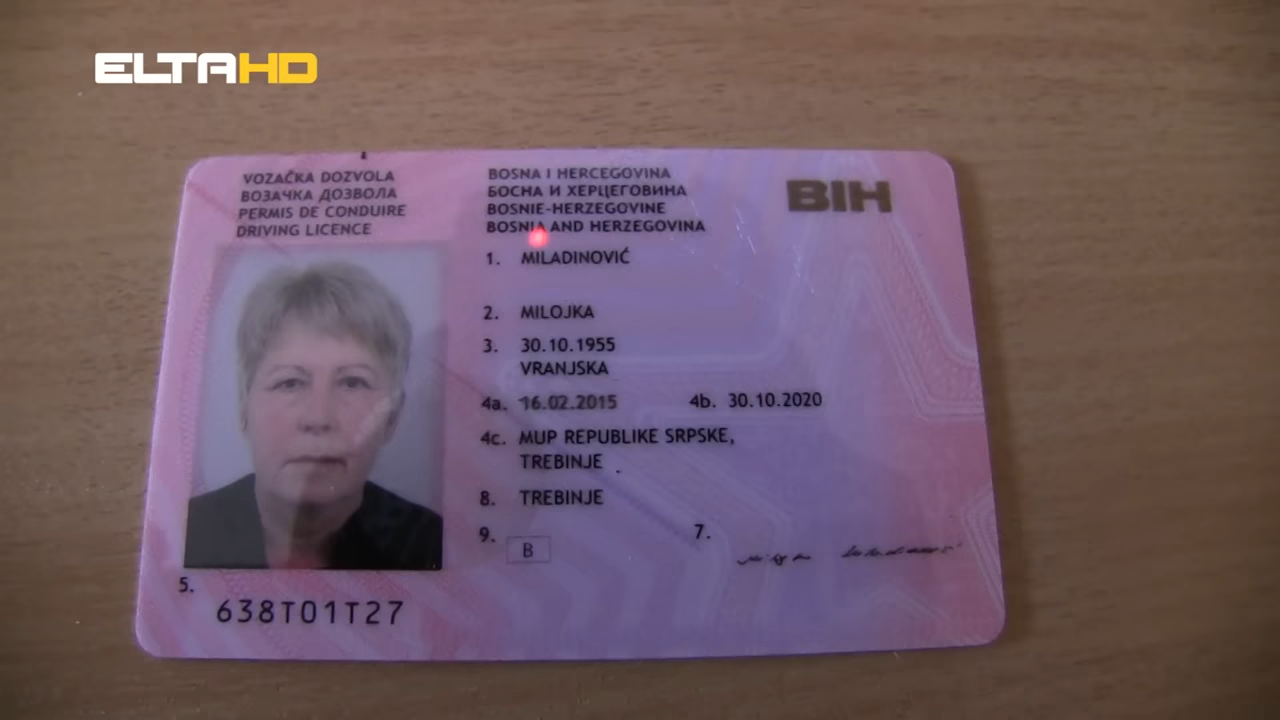 ELTAHD
VOZAČKA DOZVOLA
ВОЗАЧКА ДОЗВОЛА
PERMIS DE CONDUIRE
DRIVING LICENCE
BOSNA I HERCEGOVINA
БОСНА И ХЕРЦЕГОВИНА
BOSNIE-HERZEGOVINE
BOSNIA AND HERZEGOVINA
BIH
1. MILADINOVIĆ
2. MILOJKA
3. 30.10.1955
VRANJSKA
4a. 16.02.2015 4b. 30.10.2020
4c. MUP REPUBLIKE SRPSKE,
TREBINJE
8. TREBINJE
9. B 7.
5.
638T01T27